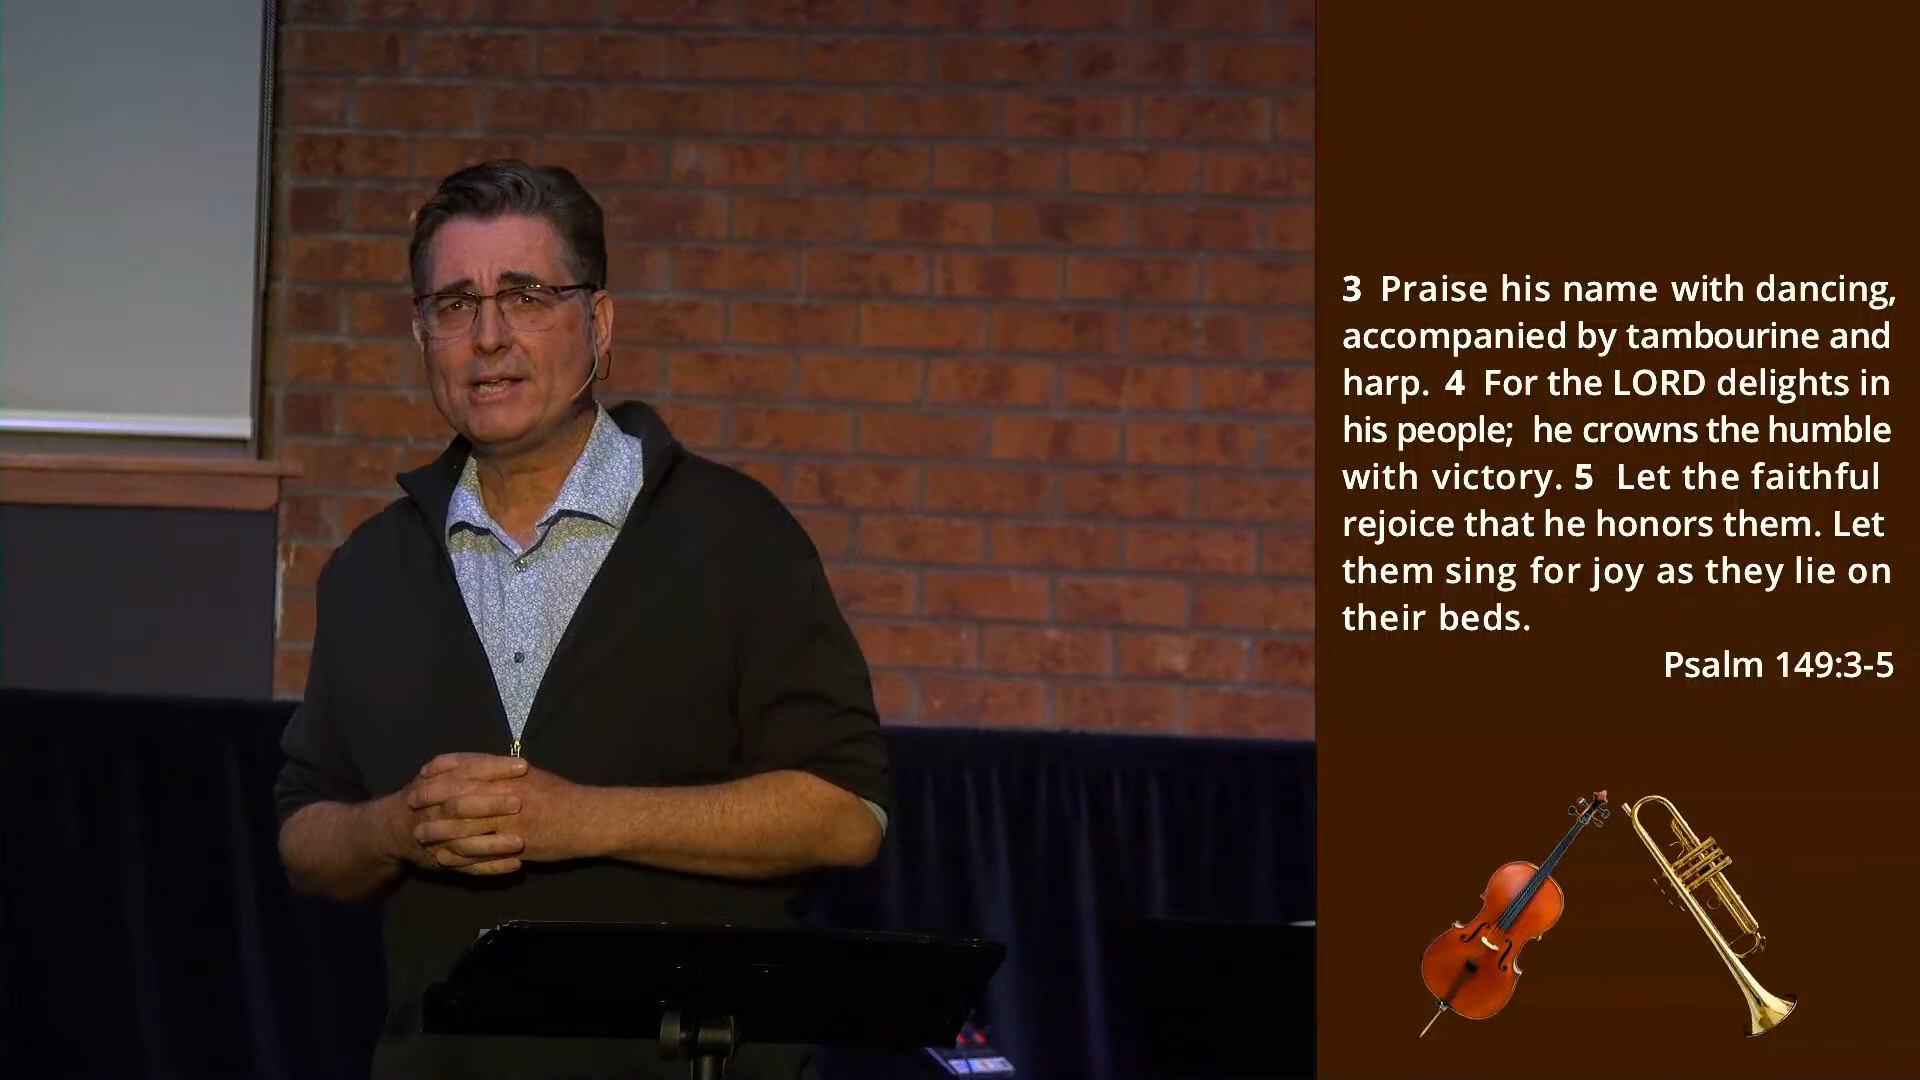 3 Praise his name with dancing,
accompanied by tambourine and
harp. 4 For the LORD delights in
his people; he crowns the humble
with victory. 5 Let the faithful
rejoice that he honors them. Let
them sing for joy as they lie on
their beds.
Psalm 149:3-5